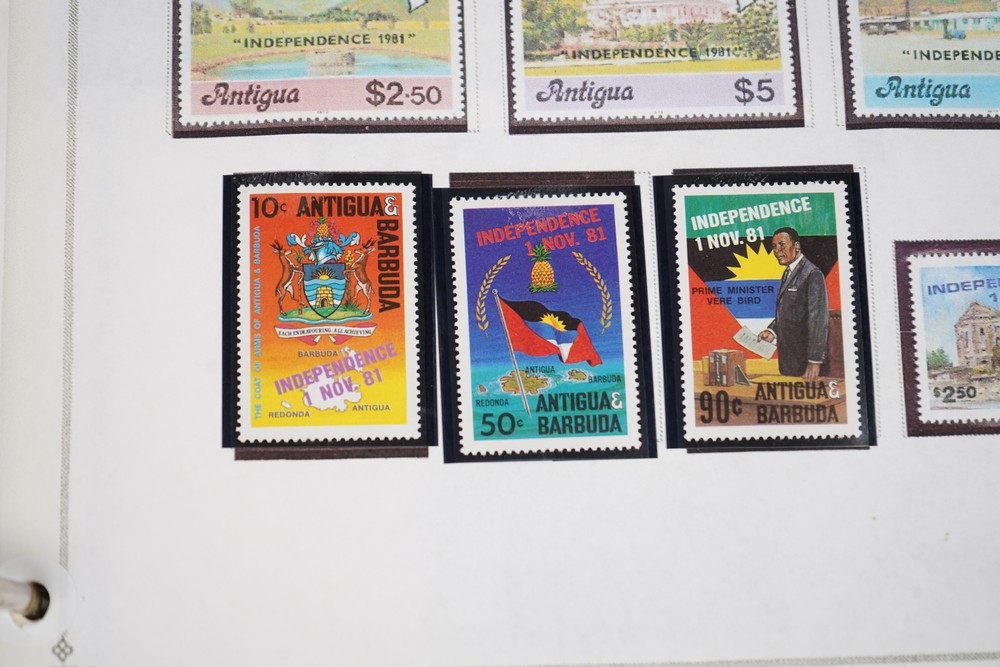 "INDEPENDENCE 1981"
Antigua $2·50
"INDEPENDENCE 1981"
Antigua $5
Antigua
10c ANTIGUA &
BARBUDA
THE COAT OF ARMS OF ANTIGUA & BARBUDA
EACH ENDEAVOURING, ALL ACHIEVING
BARBUDA
INDEPENDENCE
1 NOV. 81
REDONDA ANTIGUA
INDEPENDENCE
1 NOV. 81
ANTIGUA
BARBUDA
REDONDA
50c ANTIGUA &
BARBUDA
INDEPENDENCE
1 NOV. 81
PRIME MINISTER
VERE BIRD
90c ANTIGUA &
BARBUDA
$2.50